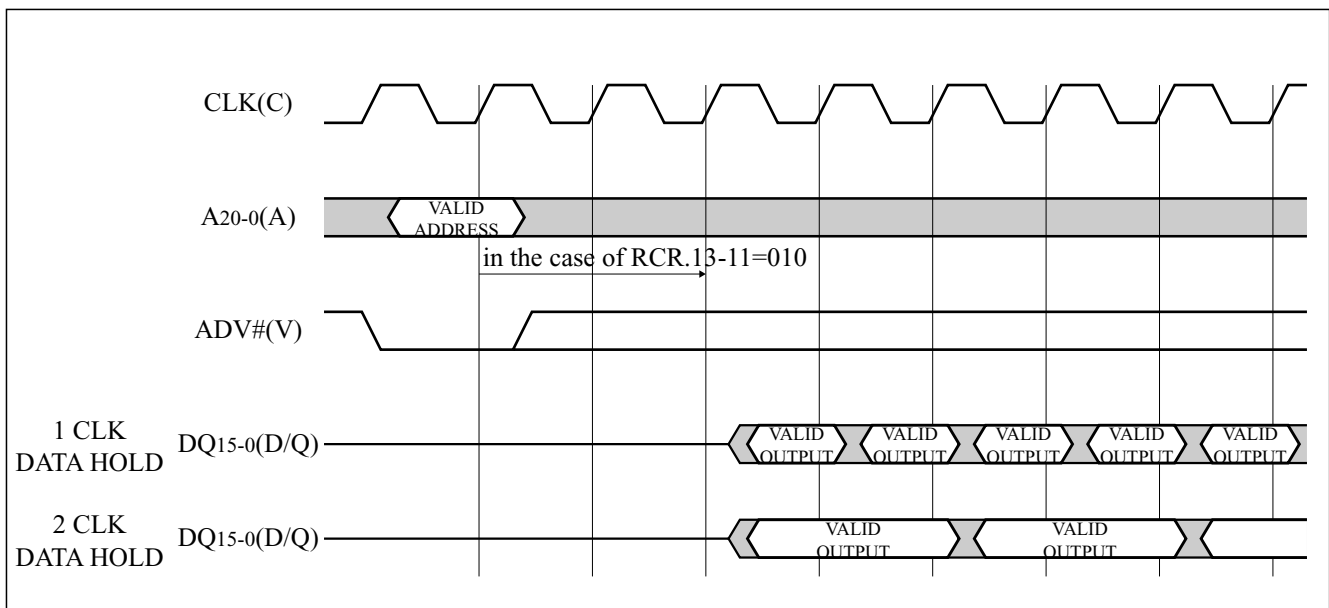 CLK(C)
A20-0(A)
VALID
ADDRESS
in the case of RCR.13-11=010
ADV#(V)
1 CLK
DATA HOLD
DQ15-0(D/Q)
VALID
OUTPUT
VALID
OUTPUT
VALID
OUTPUT
VALID
OUTPUT
VALID
OUTPUT
2 CLK
DATA HOLD
DQ15-0(D/Q)
VALID
OUTPUT
VALID
OUTPUT